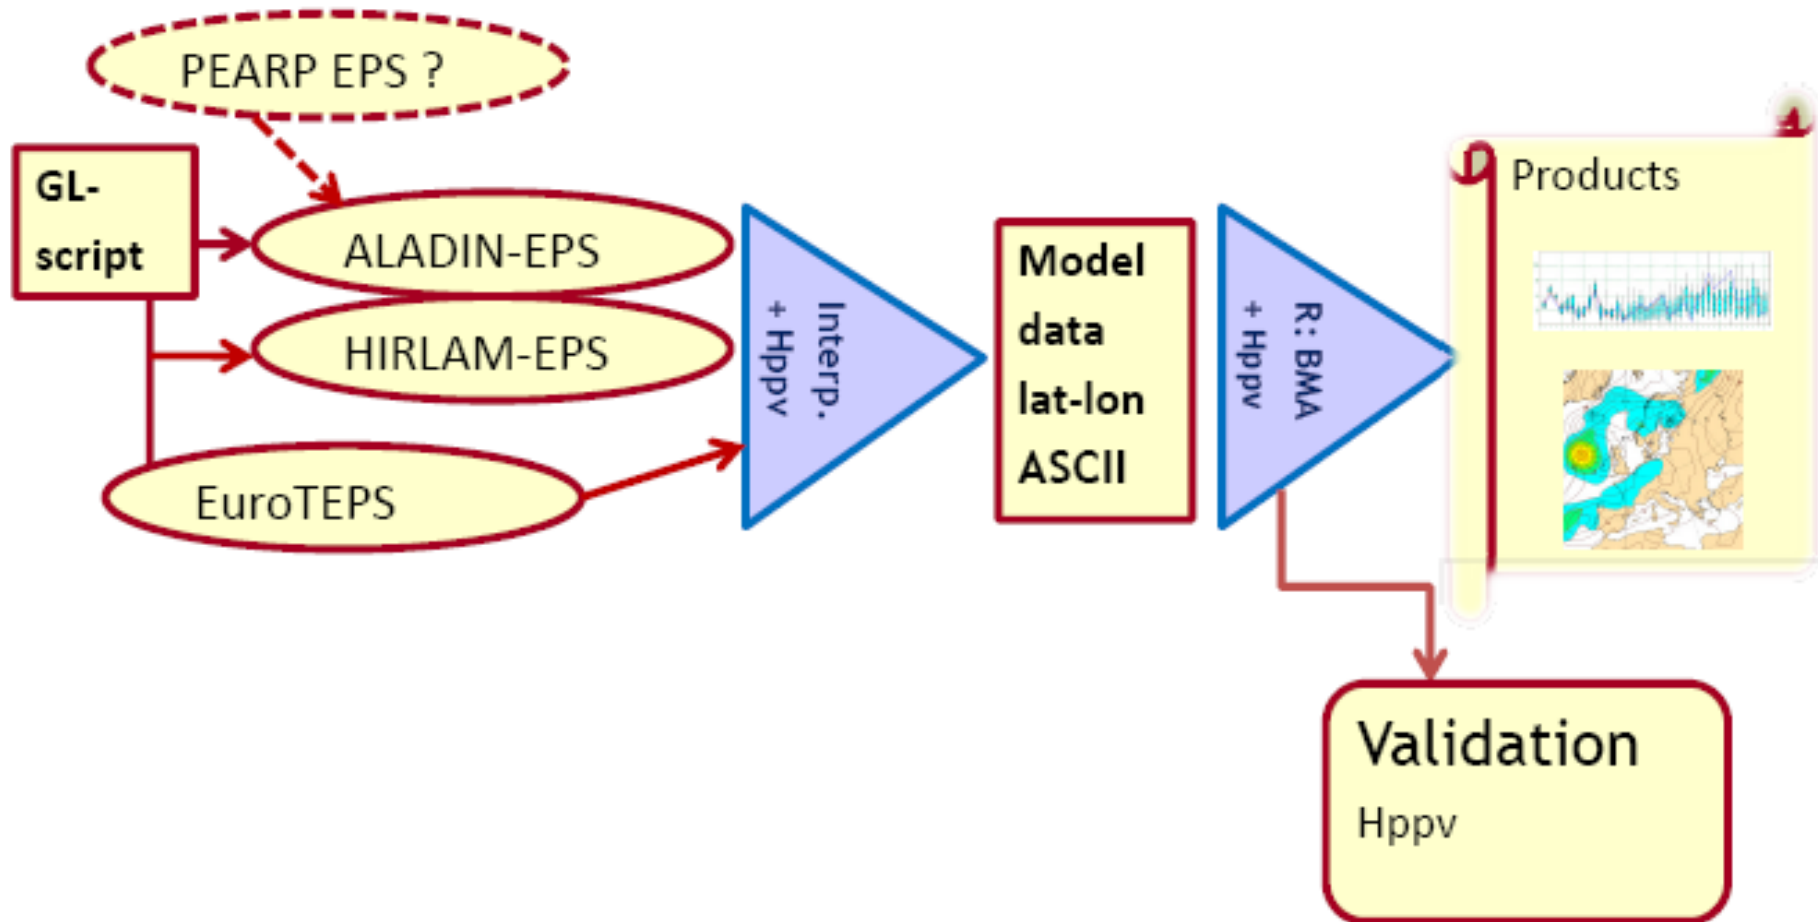 PEARP EPS ?
GL-
script
ALADIN-EPS
HIRLAM-EPS
EuroTEPS
Interp.
+ Hppv
Model
data
lat-lon
ASCII
R: BMA
+ Hppv
Products
Validation
Hppv